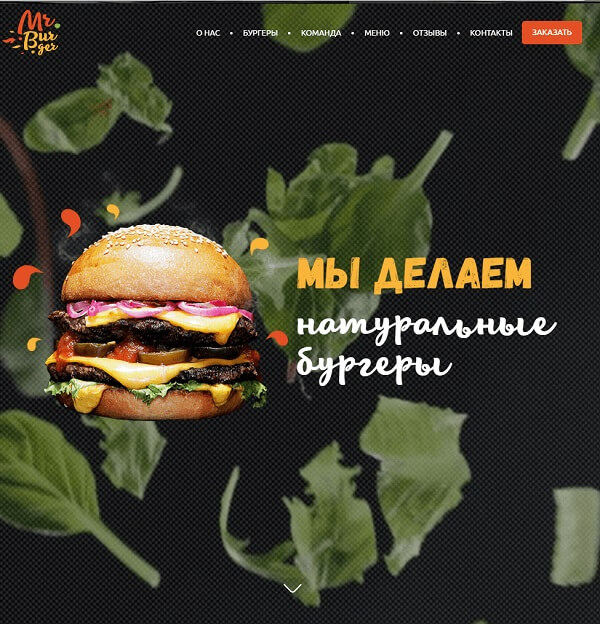 Mr
Bur
ger
О НАС • БУРГЕРЫ • КОМАНДА • МЕНЮ • ОТЗЫВЫ • КОНТАКТЫ ЗАКАЗАТЬ
МЫ ДЕЛАЕМ
натуральные
бургеры